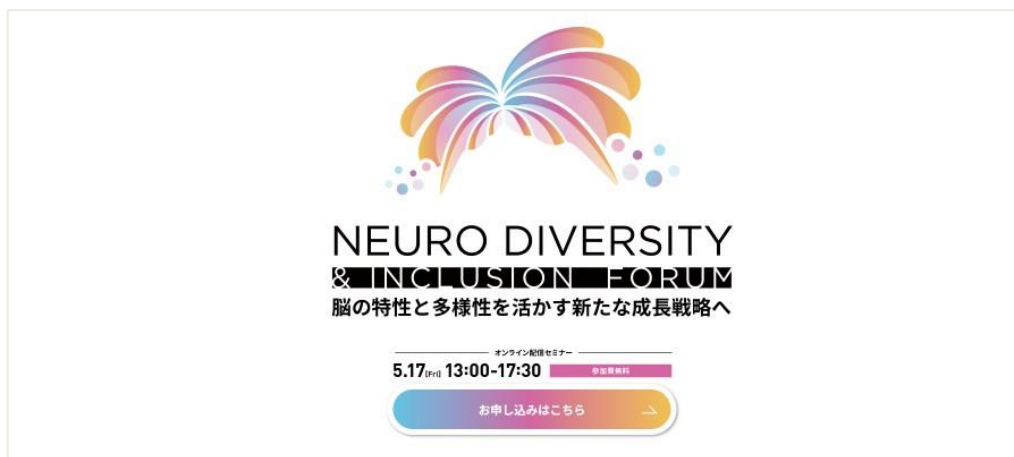 NEURO DIVERSITY
& INCLUSION FORUM
脳の特性と多様性を活かす新たな成長戦略へ
オンライン配信セミナー
5.17[Fri] 13:00-17:30 参加費無料
お申し込みはこちら